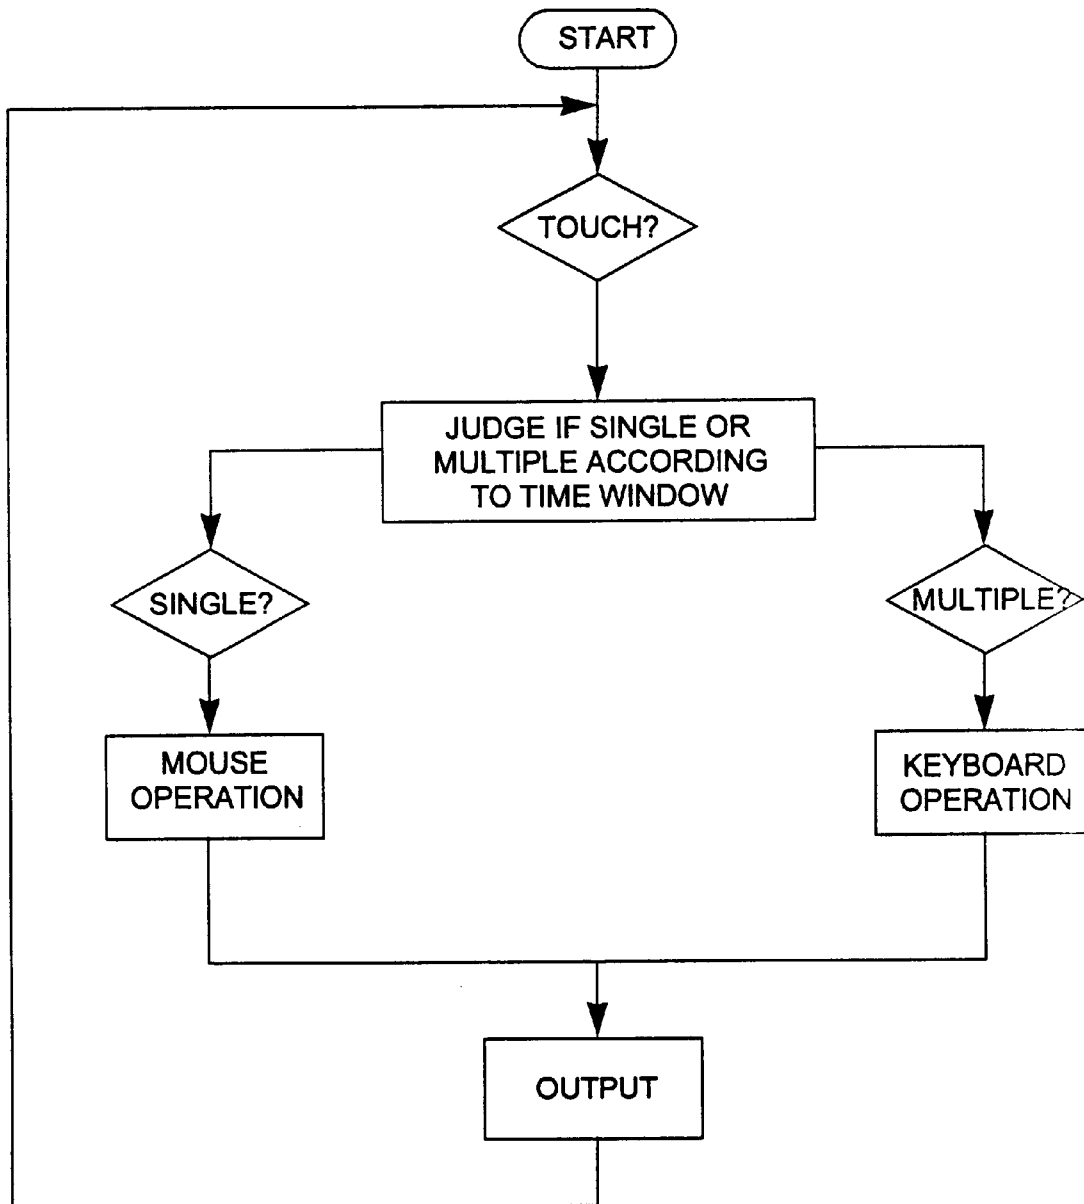 START
TOUCH?
JUDGE IF SINGLE OR
MULTIPLE ACCORDING
TO TIME WINDOW
SINGLE?
MULTIPLE?
MOUSE
OPERATION
KEYBOARD
OPERATION
OUTPUT